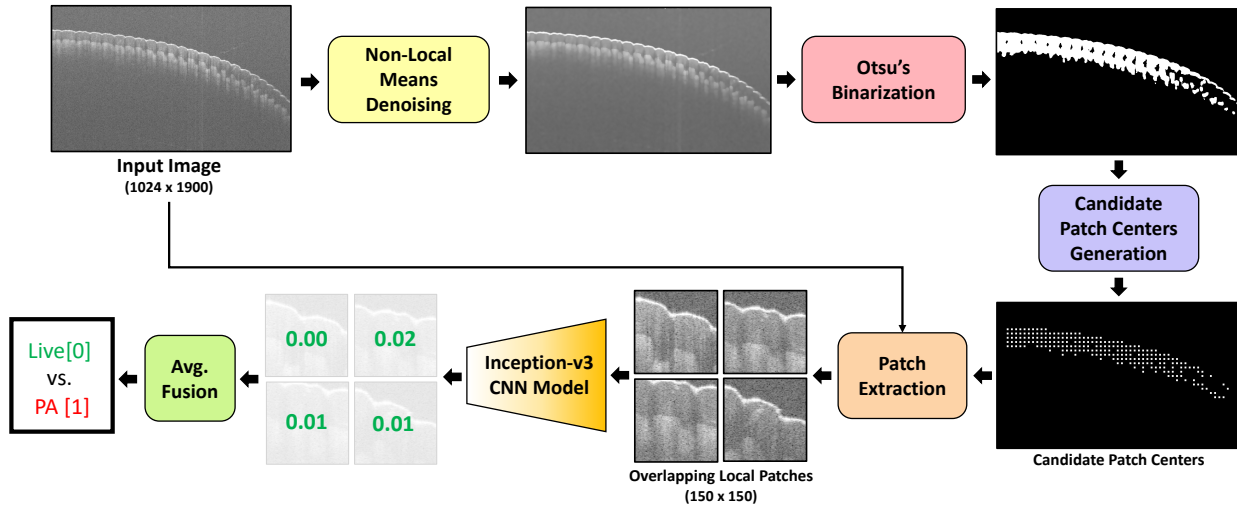 Input Image
(1024 x 1900)
Non-Local
Means
Denoising
Otsu's
Binarization
Candidate
Patch Centers
Generation
Candidate Patch Centers
Patch
Extraction
Overlapping Local Patches
(150 x 150)
Inception-v3
CNN Model
0.00
0.02
0.01
0.01
Avg.
Fusion
Live[0]
vs.
PA [1]